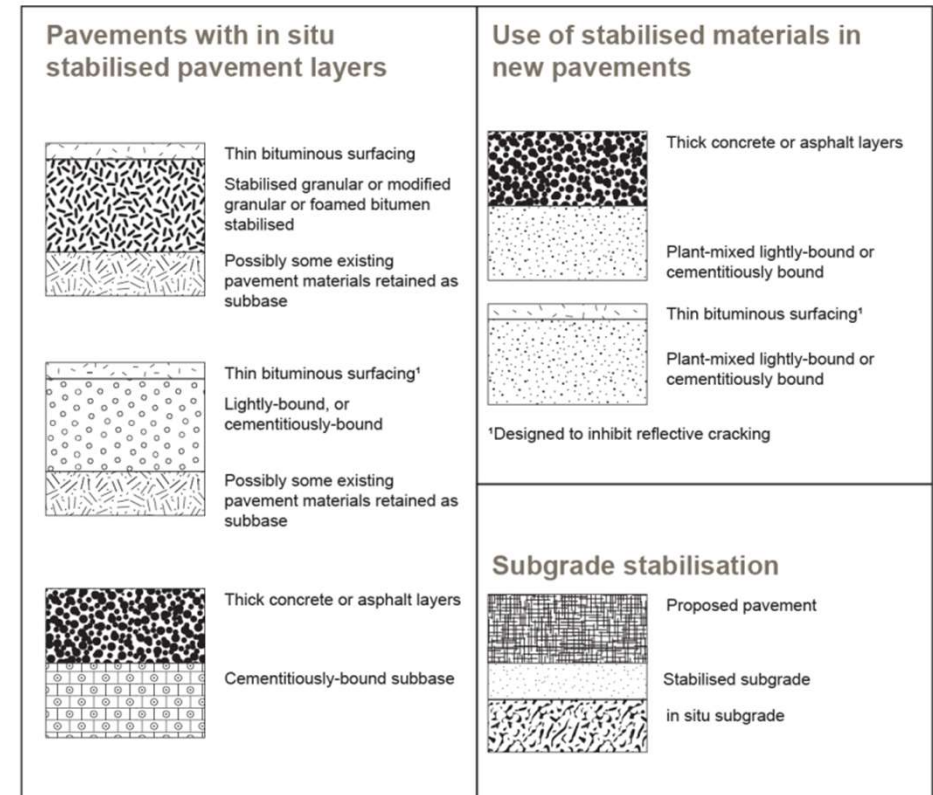 Pavements with in situ
stabilised pavement layers
Thin bituminous surfacing
Stabilised granular or modified
granular or foamed bitumen
stabilised
Possibly some existing
pavement materials retained as
subbase
Thin bituminous surfacing¹
Lightly-bound, or
cementitiously-bound
Possibly some existing
pavement materials retained as
subbase
Thick concrete or asphalt layers
Cementitiously-bound subbase
Use of stabilised materials in
new pavements
Thick concrete or asphalt layers
Plant-mixed lightly-bound or
cementitiously bound
Thin bituminous surfacing¹
Plant-mixed lightly-bound or
cementitiously bound
¹Designed to inhibit reflective cracking
Subgrade stabilisation
Proposed pavement
Stabilised subgrade
in situ subgrade